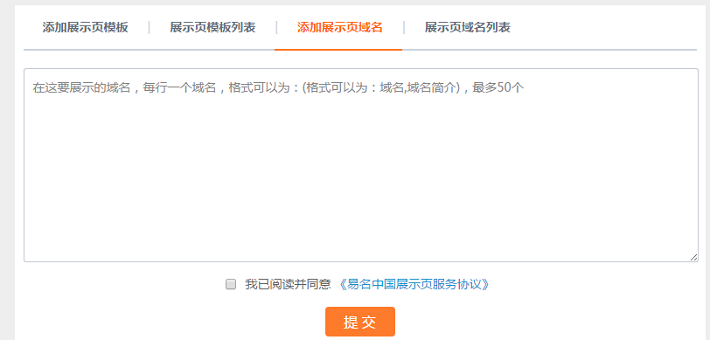 添加展示页模板 | 展示页模板列表 | 添加展示页域名 | 展示页域名列表
在这要展示的域名，每行一个域名，格式可以为：(格式可以为：域名,域名简介)，最多50个
我已阅读并同意 《易名中国展示页服务协议》
提 交